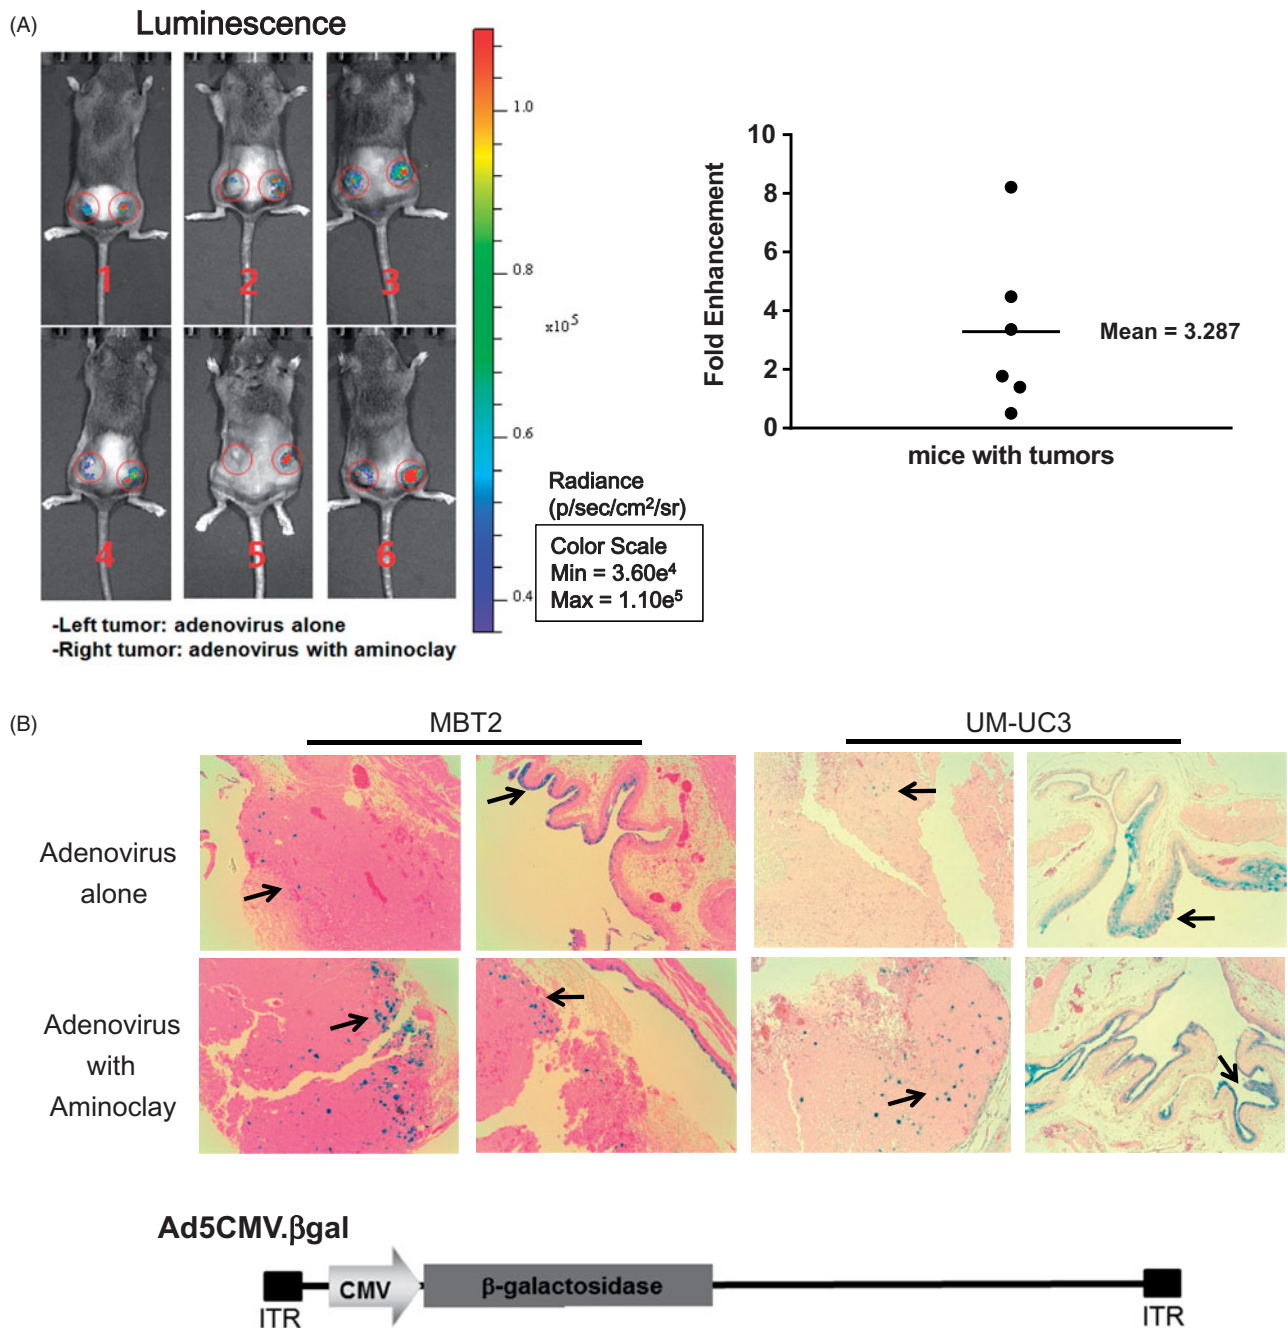 (A)
Luminescence
1
2
3
4
5
6
1.0
0.8
x10⁵
0.6
0.4
Radiance
(p/sec/cm²/sr)
Color Scale
Min = 3.60e⁴
Max = 1.10e⁵
-Left tumor: adenovirus alone
-Right tumor: adenovirus with aminoclay
Fold Enhancement
10
8
6
4
2
0
Mean = 3.287
mice with tumors
(B)
MBT2
UM-UC3
Adenovirus
alone
Adenovirus
with
Aminoclay
Ad5CMV.βgal
CMV
β-galactosidase
ITR
ITR